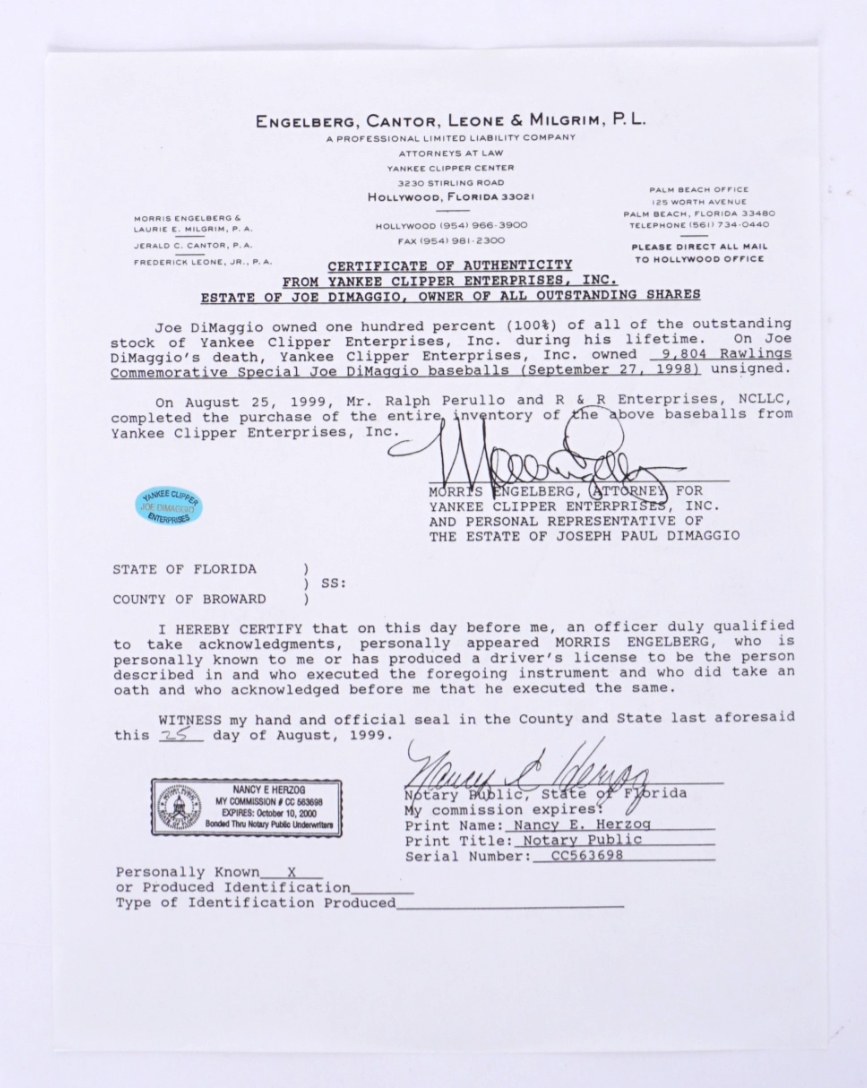 ENGELBERG, CANTOR, LEONE & MILGRIM, P.L.
A PROFESSIONAL LIMITED LIABILITY COMPANY
ATTORNEYS AT LAW
YANKEE CLIPPER CENTER
3230 STIRLING ROAD
HOLLYWOOD, FLORIDA 33021
HOLLYWOOD (954) 966-3900
FAX (954) 981-2300
MORRIS ENGELBERG &
LAURIE E. MILGRIM, P.A.
JERALD C. CANTOR, P.A.
FREDERICK LEONE, JR., P.A.
PALM BEACH OFFICE
125 WORTH AVENUE
PALM BEACH, FLORIDA 33480
TELEPHONE (561) 734-0440
PLEASE DIRECT ALL MAIL
TO HOLLYWOOD OFFICE
CERTIFICATE OF AUTHENTICITY
FROM YANKEE CLIPPER ENTERPRISES, INC.
ESTATE OF JOE DIMAGGIO, OWNER OF ALL OUTSTANDING SHARES
Joe DiMaggio owned one hundred percent (100%) of all of the outstanding
stock of Yankee Clipper Enterprises, Inc. during his lifetime. On Joe
DiMaggio's death, Yankee Clipper Enterprises, Inc. owned 9,804 Rawlings
Commemorative Special Joe DiMaggio baseballs (September 27, 1998) unsigned.
On August 25, 1999, Mr. Ralph Perullo and R & R Enterprises, NCLLC,
completed the purchase of the entire inventory of the above baseballs from
Yankee Clipper Enterprises, Inc.
MORRIS ENGELBERG, ATTORNEY FOR
YANKEE CLIPPER ENTERPRISES, INC.
AND PERSONAL REPRESENTATIVE OF
THE ESTATE OF JOSEPH PAUL DIMAGGIO
YANKEE CLIPPER
JOE DIMAGGIO
ENTERPRISES
STATE OF FLORIDA )
) SS:
COUNTY OF BROWARD )
I HEREBY CERTIFY that on this day before me, an officer duly qualified
to take acknowledgments, personally appeared MORRIS ENGELBERG, who is
personally known to me or has produced a driver's license to be the person
described in and who executed the foregoing instrument and who did take an
oath and who acknowledged before me that he executed the same.
WITNESS my hand and official seal in the County and State last aforesaid
this 25 day of August, 1999.
Nancy E Herzog
NANCY E HERZOG
MY COMMISSION # CC 563698
EXPIRES: October 10, 2000
Bonded Thru Notary Public Underwriters
Notary Public, State of Florida
My commission expires:
Print Name: Nancy E. Herzog
Print Title: Notary Public
Serial Number: CC563698
Personally Known X
or Produced Identification
Type of Identification Produced